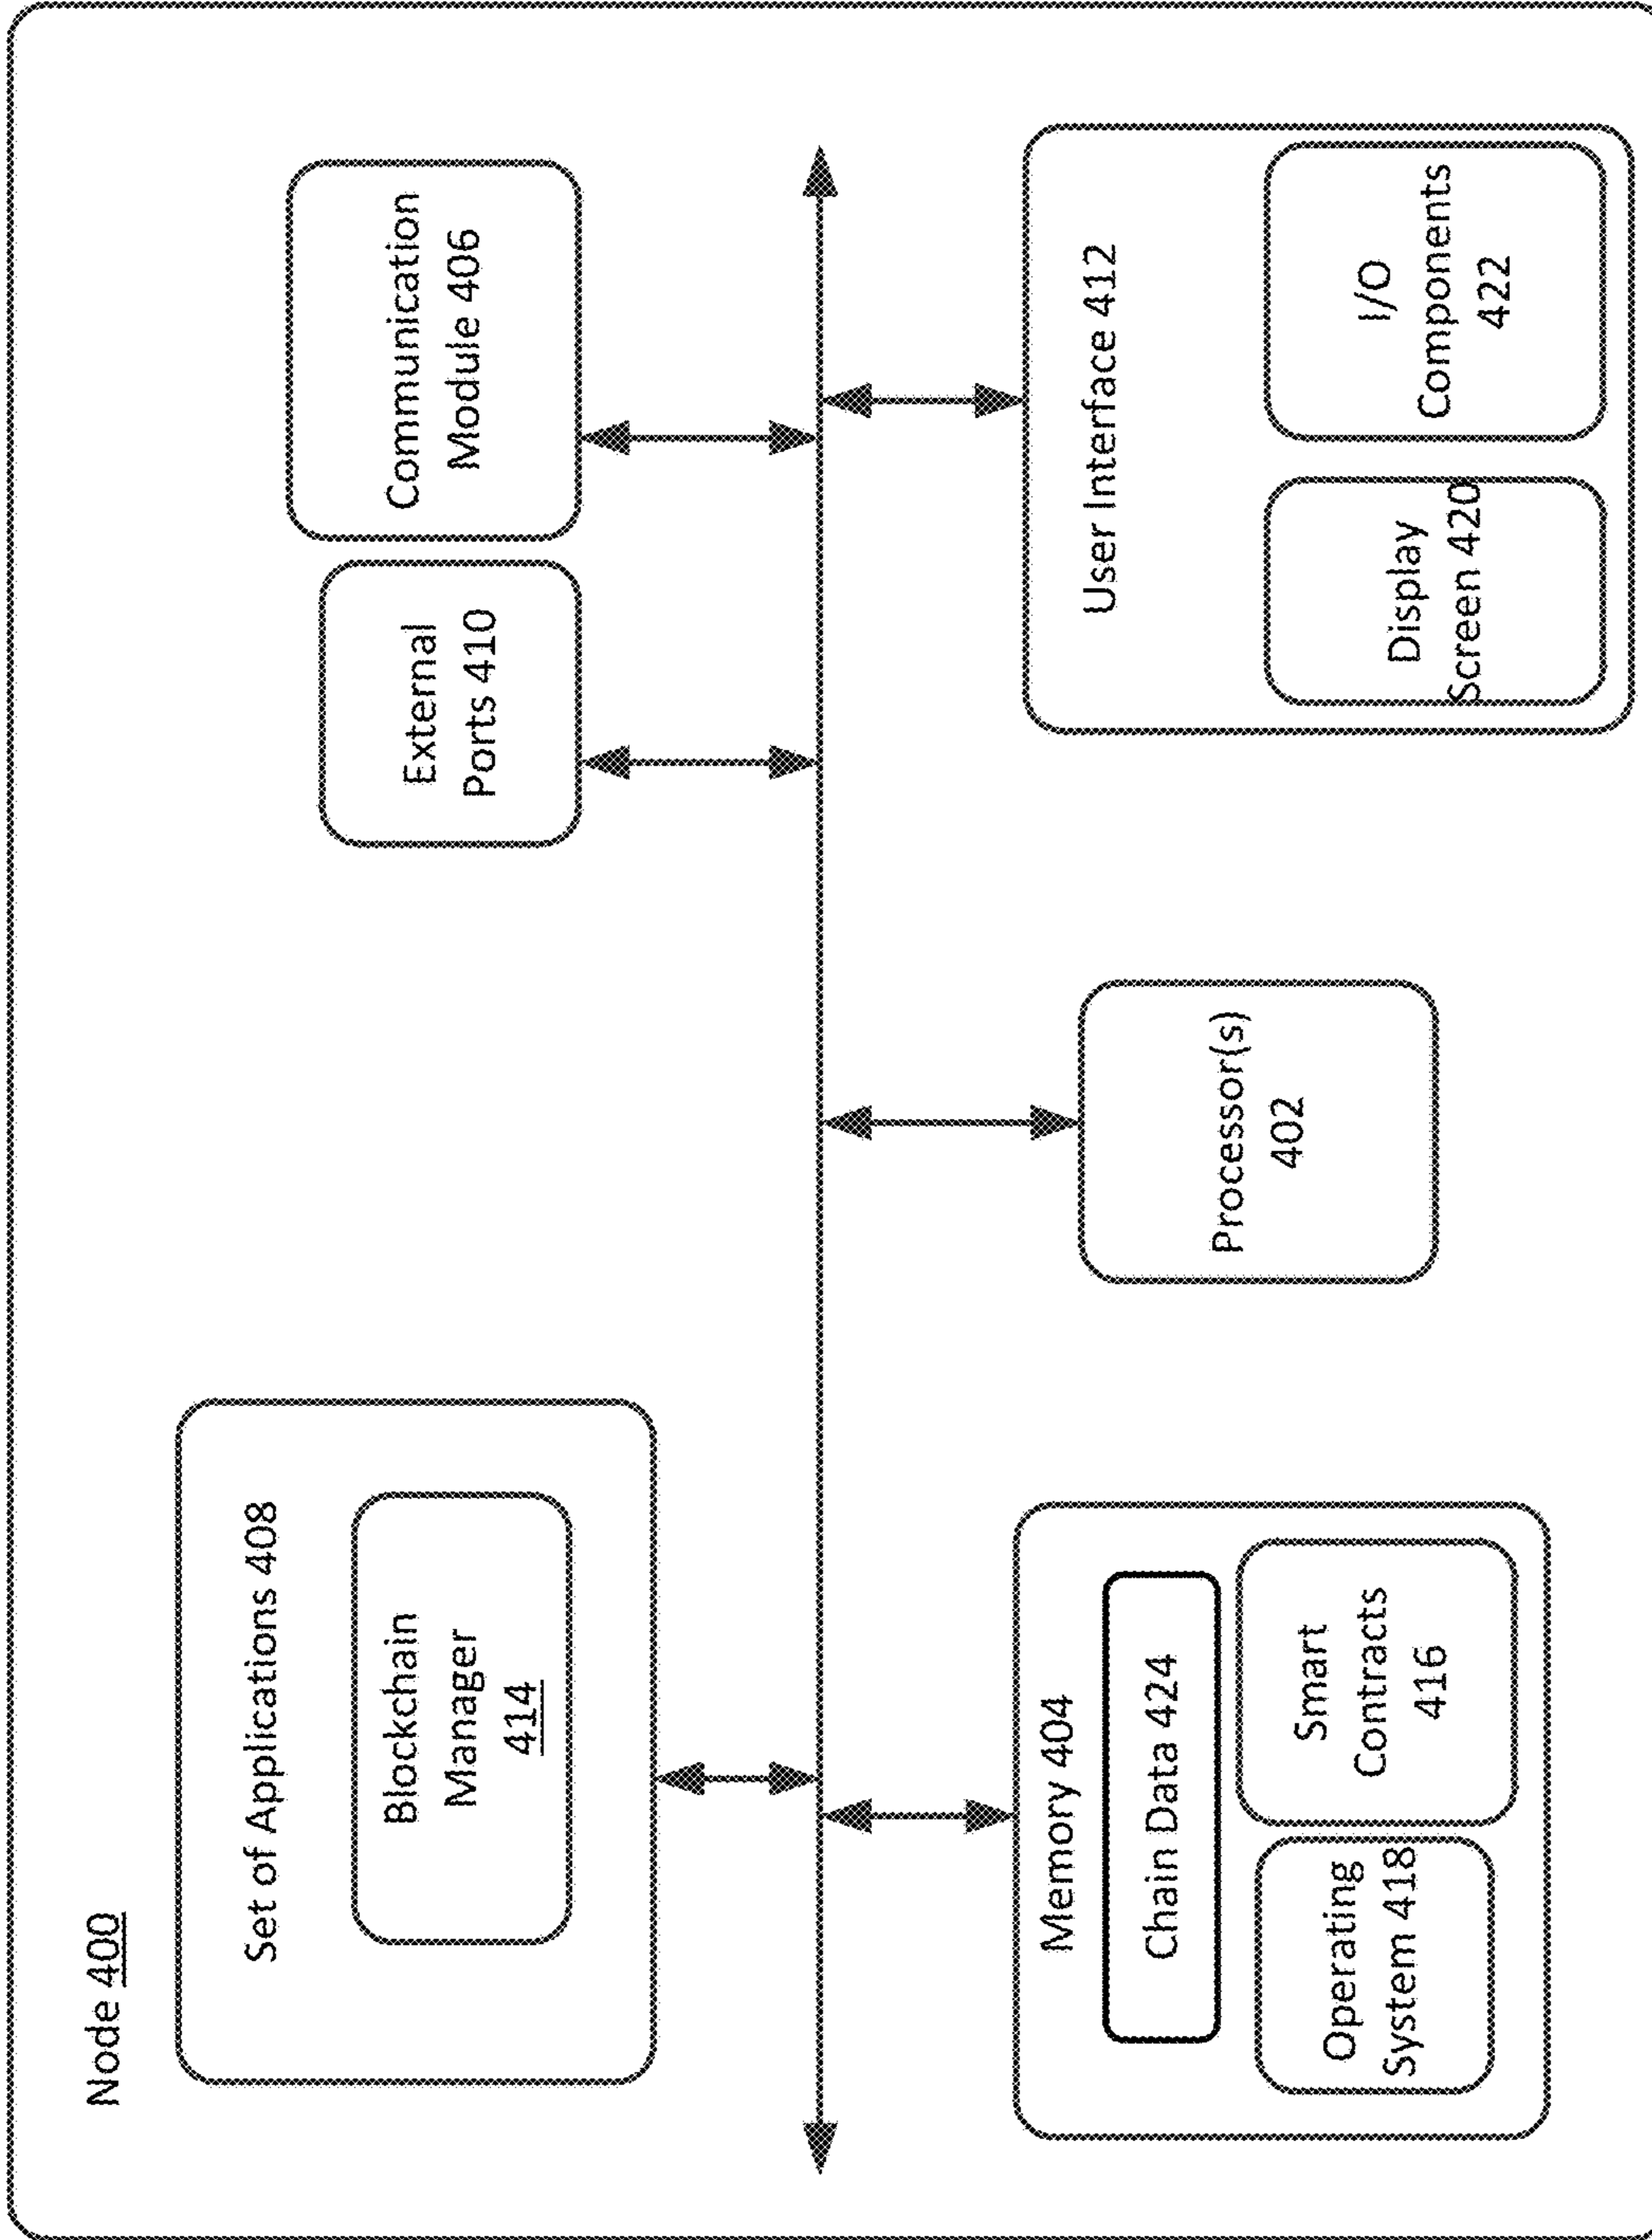 Node 400
Set of Applications 408
Blockchain
Manager
414
External
Ports 410
Communication
Module 406
Memory 404
Chain Data 424
Operating
System 418
Smart
Contracts
416
Processor(s)
402
User Interface 412
Display
Screen 420
I/O
Components
422